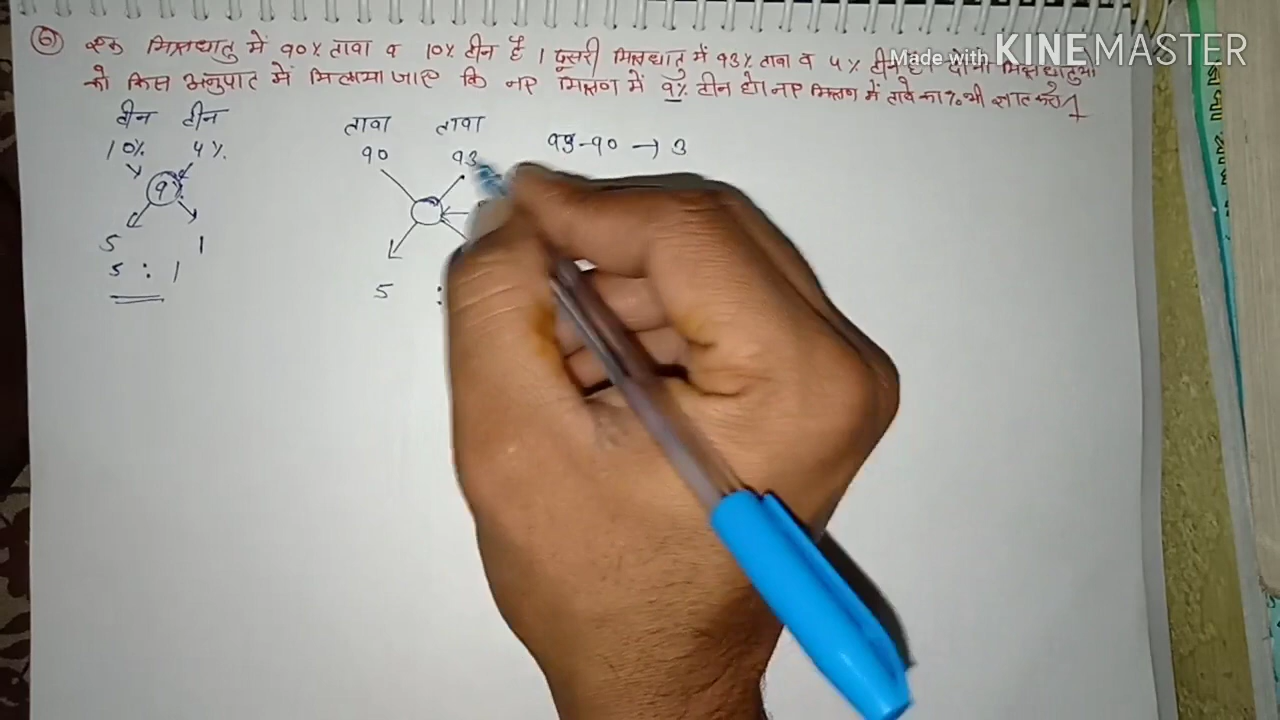 6 एक मिस्रधातु में 90% तावा व 10% टीन है । दूसरी मिस्रधातु में 93% तावा व 4% टीन
को किस अनुपात में मिलाया जाए कि नए मिस्रण में 9% टीन हो। नए मिस्रण में तावे का % भी ज्ञात करो
Made with KINEMASTER
टीन टीन
10% 4%
9%
5 1
5 : 1
तावा तावा
90 93
5 :
93-90 → 3